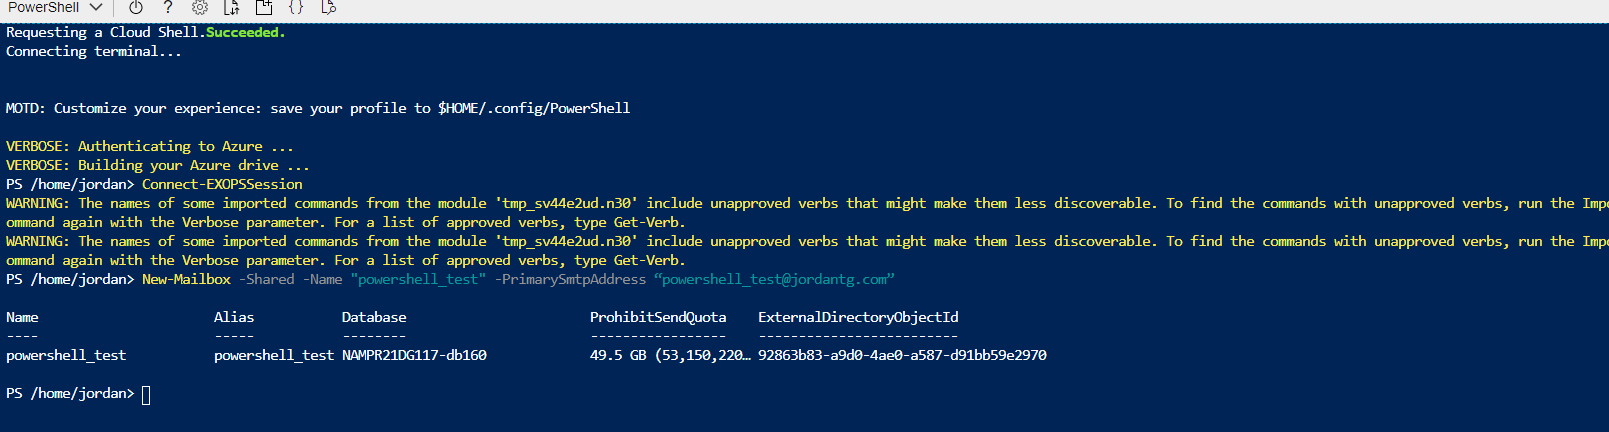 PowerShell
Requesting a Cloud Shell.Succeeded.
Connecting terminal...
MOTD: Customize your experience: save your profile to $HOME/.config/PowerShell
VERBOSE: Authenticating to Azure ...
VERBOSE: Building your Azure drive ...
PS /home/jordan> Connect-EXOPSSession
WARNING: The names of some imported commands from the module 'tmp_sv44e2ud.n30' include unapproved verbs that might make them less discoverable. To find the commands with unapproved verbs, run the Impo
ommand again with the Verbose parameter. For a list of approved verbs, type Get-Verb.
WARNING: The names of some imported commands from the module 'tmp_sv44e2ud.n30' include unapproved verbs that might make them less discoverable. To find the commands with unapproved verbs, run the Impo
ommand again with the Verbose parameter. For a list of approved verbs, type Get-Verb.
PS /home/jordan> New-Mailbox -Shared -Name "powershell_test" -PrimarySmtpAddress “powershell_test@jordantg.com”
Name Alias Database ProhibitSendQuota ExternalDirectoryObjectId
---- ----- -------- ----------------- -------------------------
powershell_test powershell_test NAMPR21DG117-db160 49.5 GB (53,150,220… 92863b83-a9d0-4ae0-a587-d91bb59e2970
PS /home/jordan>